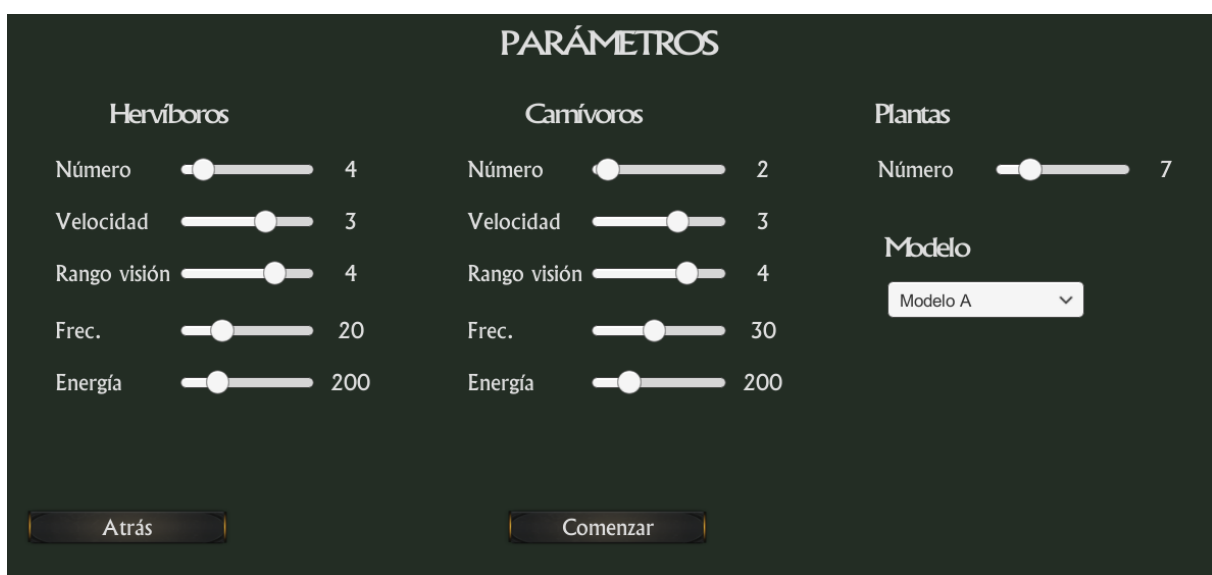 PARÁMETROS
Hervíboros
Número 4
Velocidad 3
Rango visión 4
Frec. 20
Energía 200
Carnívoros
Número 2
Velocidad 3
Rango visión 4
Frec. 30
Energía 200
Plantas
Número 7
Modelo
Modelo A
Atrás
Comenzar